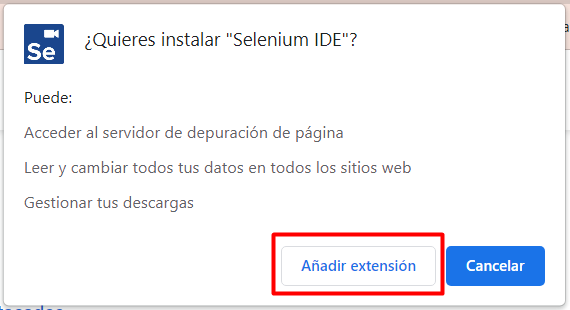 Se
¿Quieres instalar "Selenium IDE"?
Puede:
Acceder al servidor de depuración de página
Leer y cambiar todos tus datos en todos los sitios web
Gestionar tus descargas
Añadir extensión
Cancelar